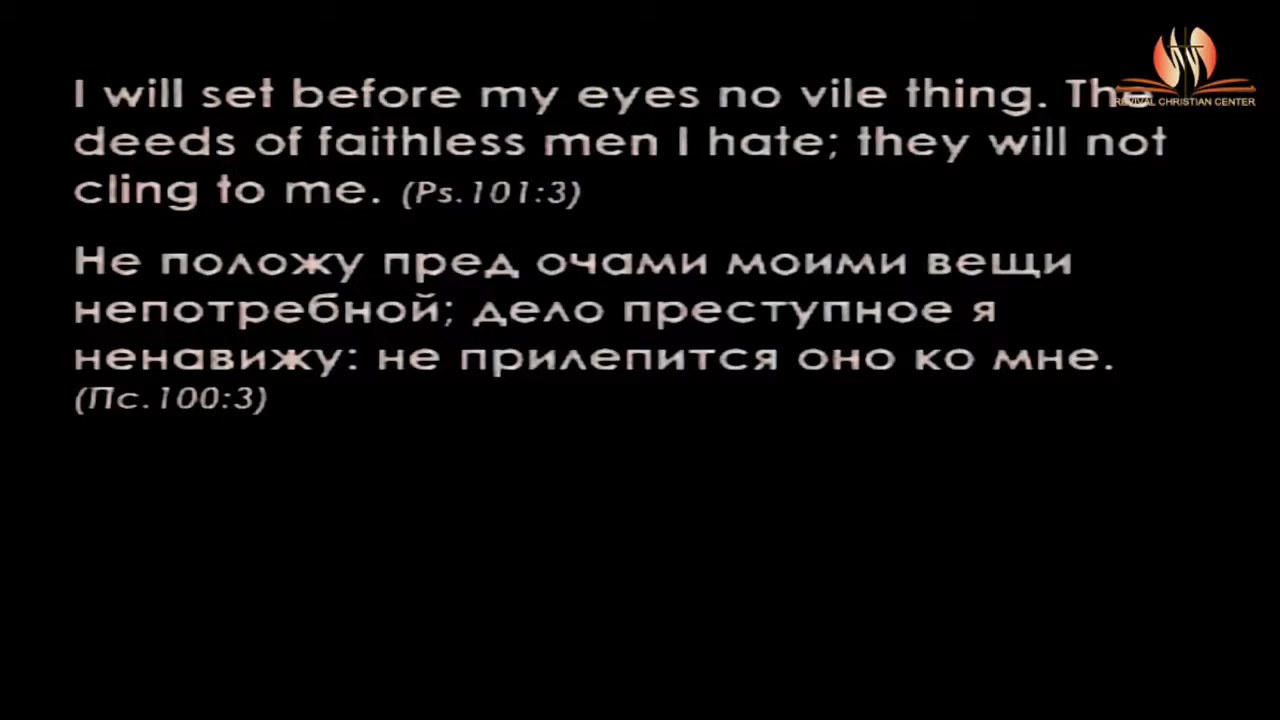 I will set before my eyes no vile thing. The
deeds of faithless men I hate; they will not
cling to me. (Ps.101:3)
Не положу пред очами моими вещи
непотребной; дело преступное я
ненавижу: не прилепится оно ко мне.
(Пс.100:3)
REVIVAL CHRISTIAN CENTER